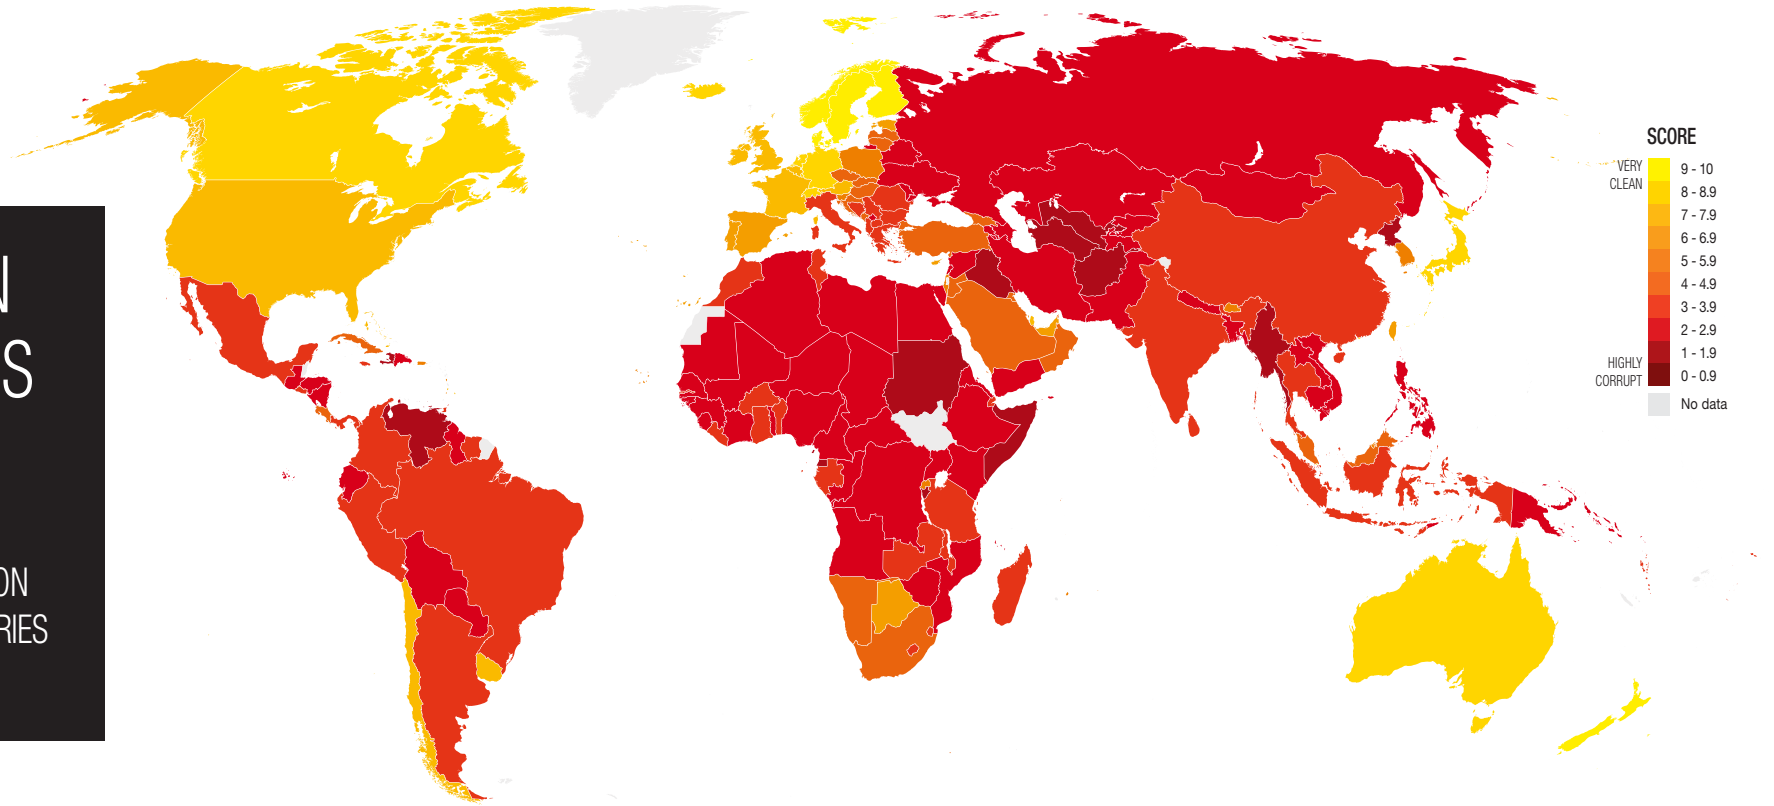 N
S
ON
RIES
SCORE
VERY
CLEAN
9 - 10
8 - 8.9
7 - 7.9
6 - 6.9
5 - 5.9
4 - 4.9
3 - 3.9
2 - 2.9
1 - 1.9
0 - 0.9
HIGHLY
CORRUPT
No data